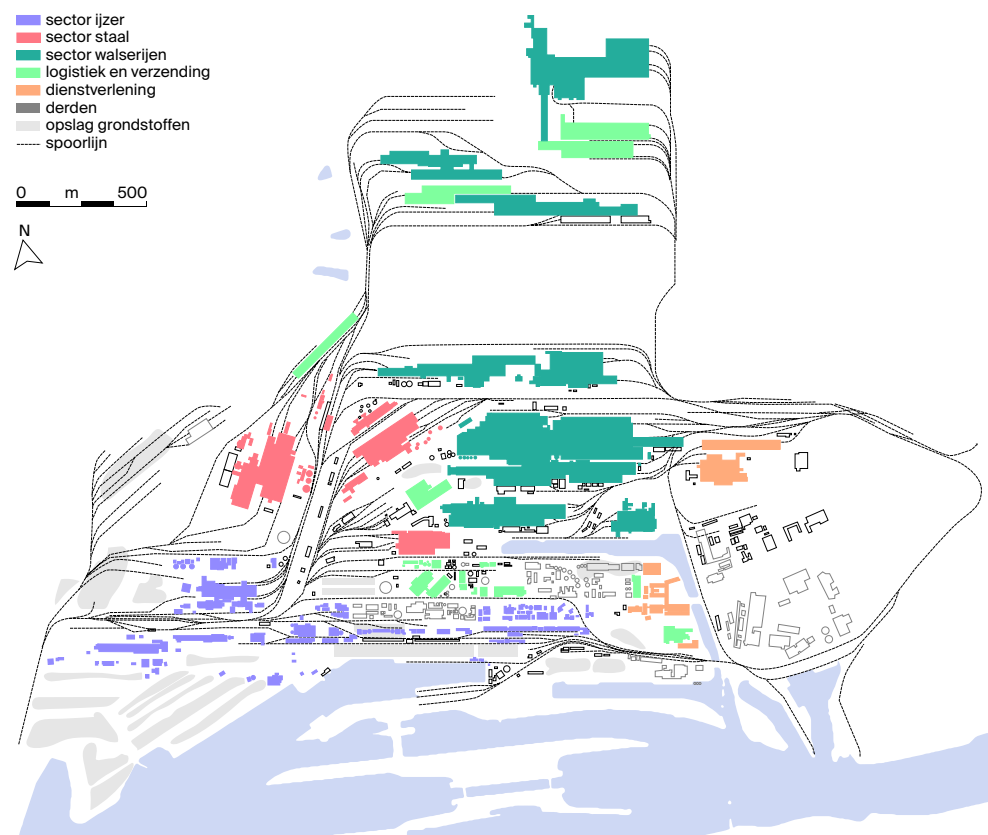 sector ijzer
sector staal
sector walserijen
logistiek en verzending
dienstverlening
derden
opslag grondstoffen
spoorlijn
0 m 500
N